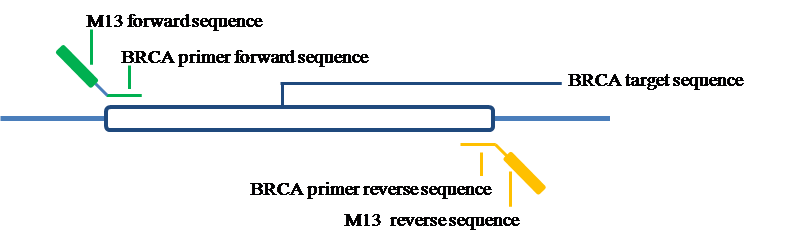 M13 forward sequence
BRCA primer forward sequence
BRCA target sequence
BRCA primer reverse sequence
M13 reverse sequence